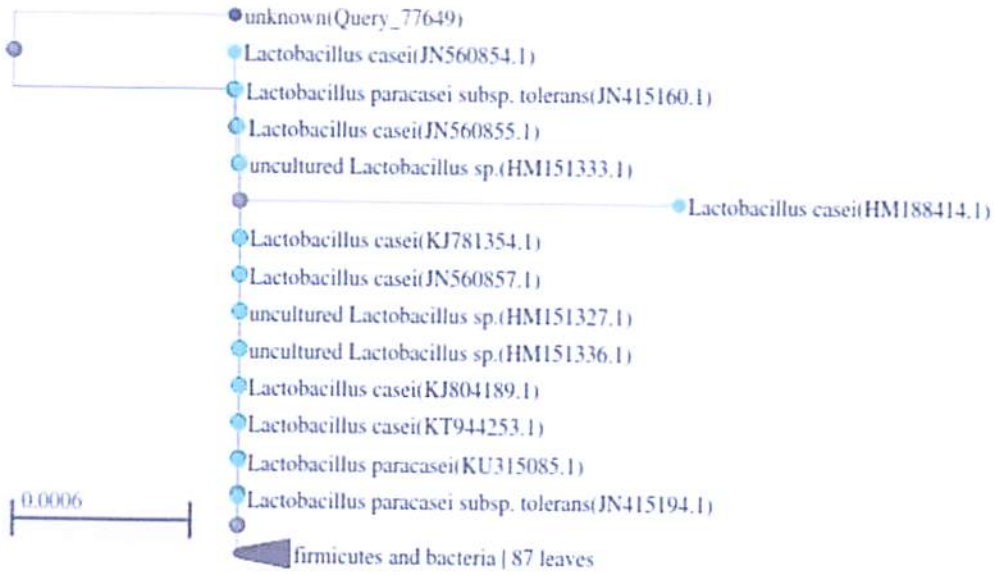 unknown(Query_77649)
Lactobacillus casei(JN560854.1)
Lactobacillus paracasei subsp. tolerans(JN415160.1)
Lactobacillus casei(JN560855.1)
uncultured Lactobacillus sp.(HM151333.1)
Lactobacillus casei(HM188414.1)
Lactobacillus casei(KJ781354.1)
Lactobacillus casei(JN560857.1)
uncultured Lactobacillus sp.(HM151327.1)
uncultured Lactobacillus sp.(HM151336.1)
Lactobacillus casei(KJ804189.1)
Lactobacillus casei(KT944253.1)
Lactobacillus paracasei(KU315085.1)
Lactobacillus paracasei subsp. tolerans(JN415194.1)
0.0006
firmicutes and bacteria | 87 leaves